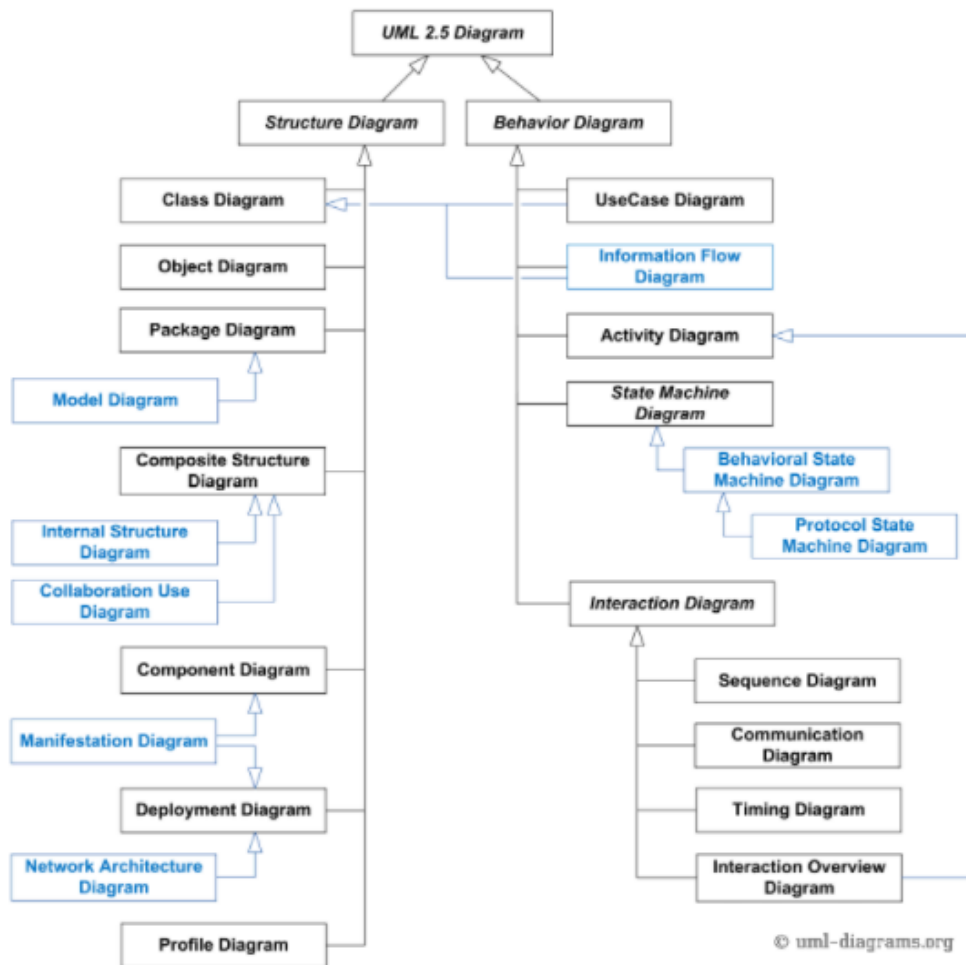 UML 2.5 Diagram
Structure Diagram
Behavior Diagram
Class Diagram
UseCase Diagram
Object Diagram
Information Flow
Diagram
Package Diagram
Activity Diagram
Model Diagram
State Machine
Diagram
Composite Structure
Diagram
Behavioral State
Machine Diagram
Internal Structure
Diagram
Protocol State
Machine Diagram
Collaboration Use
Diagram
Interaction Diagram
Component Diagram
Sequence Diagram
Manifestation Diagram
Communication
Diagram
Deployment Diagram
Timing Diagram
Network Architecture
Diagram
Interaction Overview
Diagram
Profile Diagram
© uml-diagrams.org